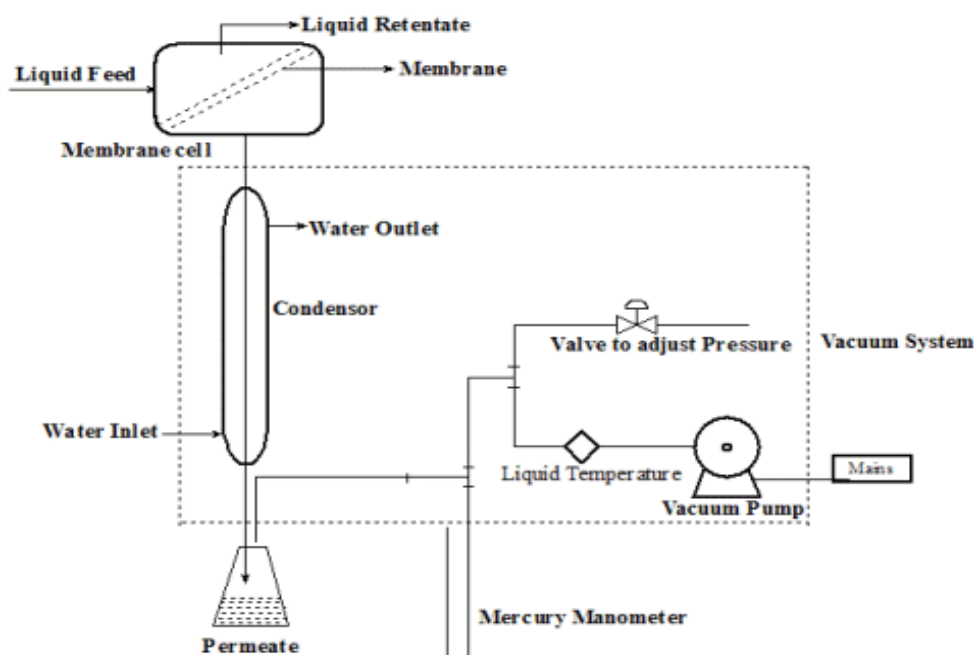 Liquid Retentate
Liquid Feed
Membrane
Membrane cell
Water Outlet
Condensor
Valve to adjust Pressure
Vacuum System
Water Inlet
Liquid Temperature
Mains
Vacuum Pump
Mercury Manometer
Permeate